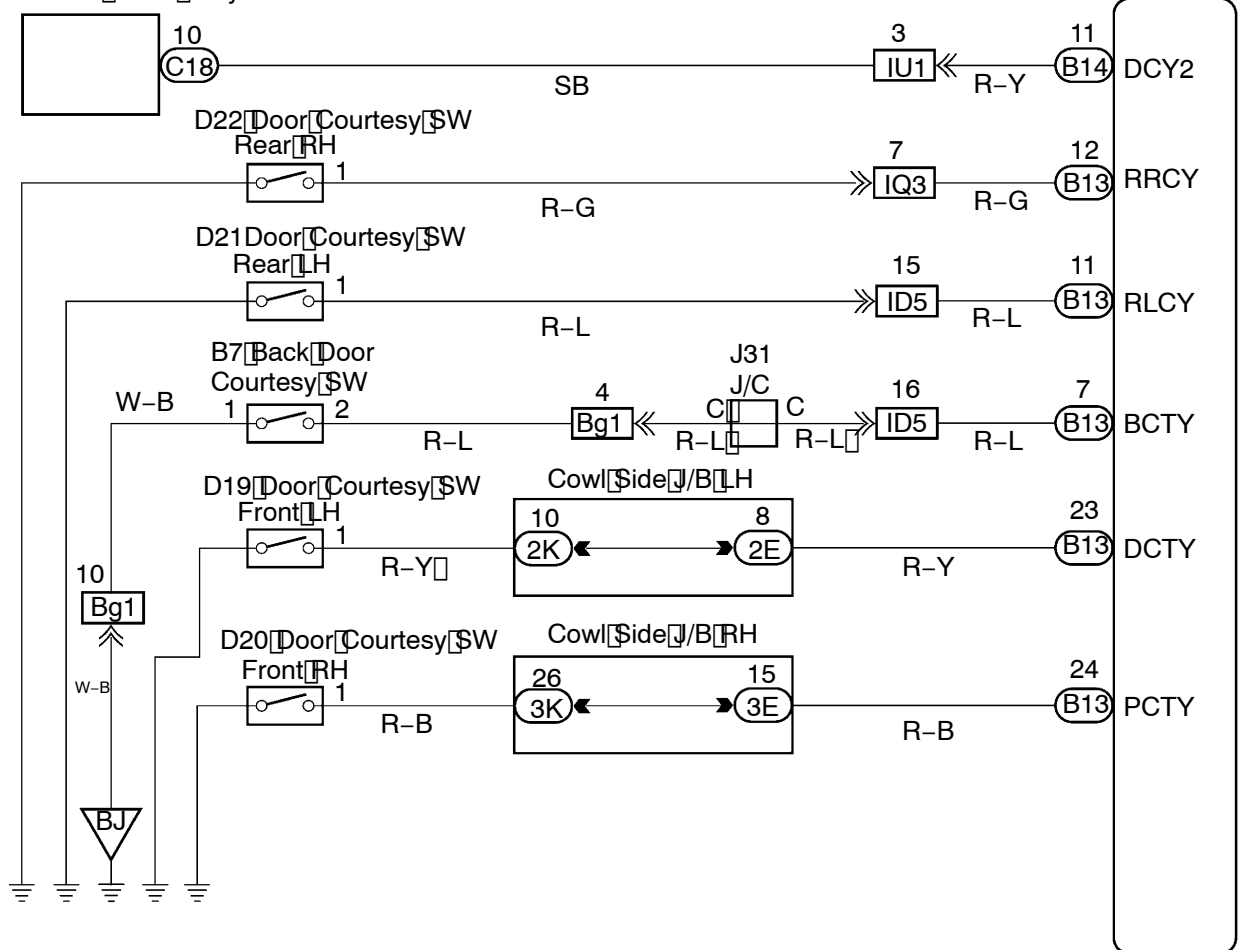 10
C18
SB
3
IU1
R–Y
11
B14
DCY2
D22 Door Courtesy SW
Rear RH
1
R–G
7
IQ3
R–G
12
B13
RRCY
D21Door Courtesy SW
Rear LH
1
R–L
15
ID5
R–L
11
B13
RLCY
B7 Back Door
Courtesy SW
W–B
1
2
R–L
4
Bg1
J31
J/C
C
C
R–L
R–L
16
ID5
R–L
7
B13
BCTY
D19 Door Courtesy SW
Front LH
1
R–Y
Cowl Side J/B LH
10
2K
8
2E
R–Y
23
B13
DCTY
10
Bg1
W–B
D20 Door Courtesy SW
Front RH
1
R–B
Cowl Side J/B RH
26
3K
15
3E
R–B
24
B13
PCTY
BJ